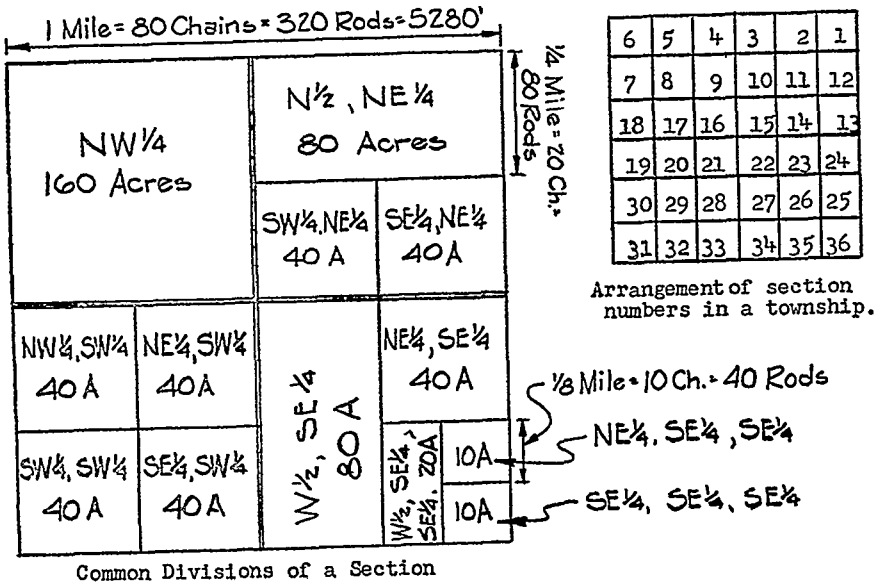 1 Mile = 80 Chains = 320 Rods = 5280'
NW¼
160 Acres
N½, NE¼
80 Acres
¼ Mile = 20 Ch. =
80 Rods
SW¼,NE¼
40 A
SE¼,NE¼
40 A
NW¼,SW¼
40 A
NE¼,SW¼
40 A
NE¼,SE¼
40 A
SW¼,SW¼
40 A
SE¼,SW¼
40 A
W½, SE¼
80 A
W½, SE¼,
SE¼, 20A
10A
10A
⅛ Mile = 10 Ch. = 40 Rods
NE¼, SE¼, SE¼
SE¼, SE¼, SE¼
Common Divisions of a Section
6 5 4 3 2 1
7 8 9 10 11 12
18 17 16 15 14 13
19 20 21 22 23 24
30 29 28 27 26 25
31 32 33 34 35 36
Arrangement of section
numbers in a township.